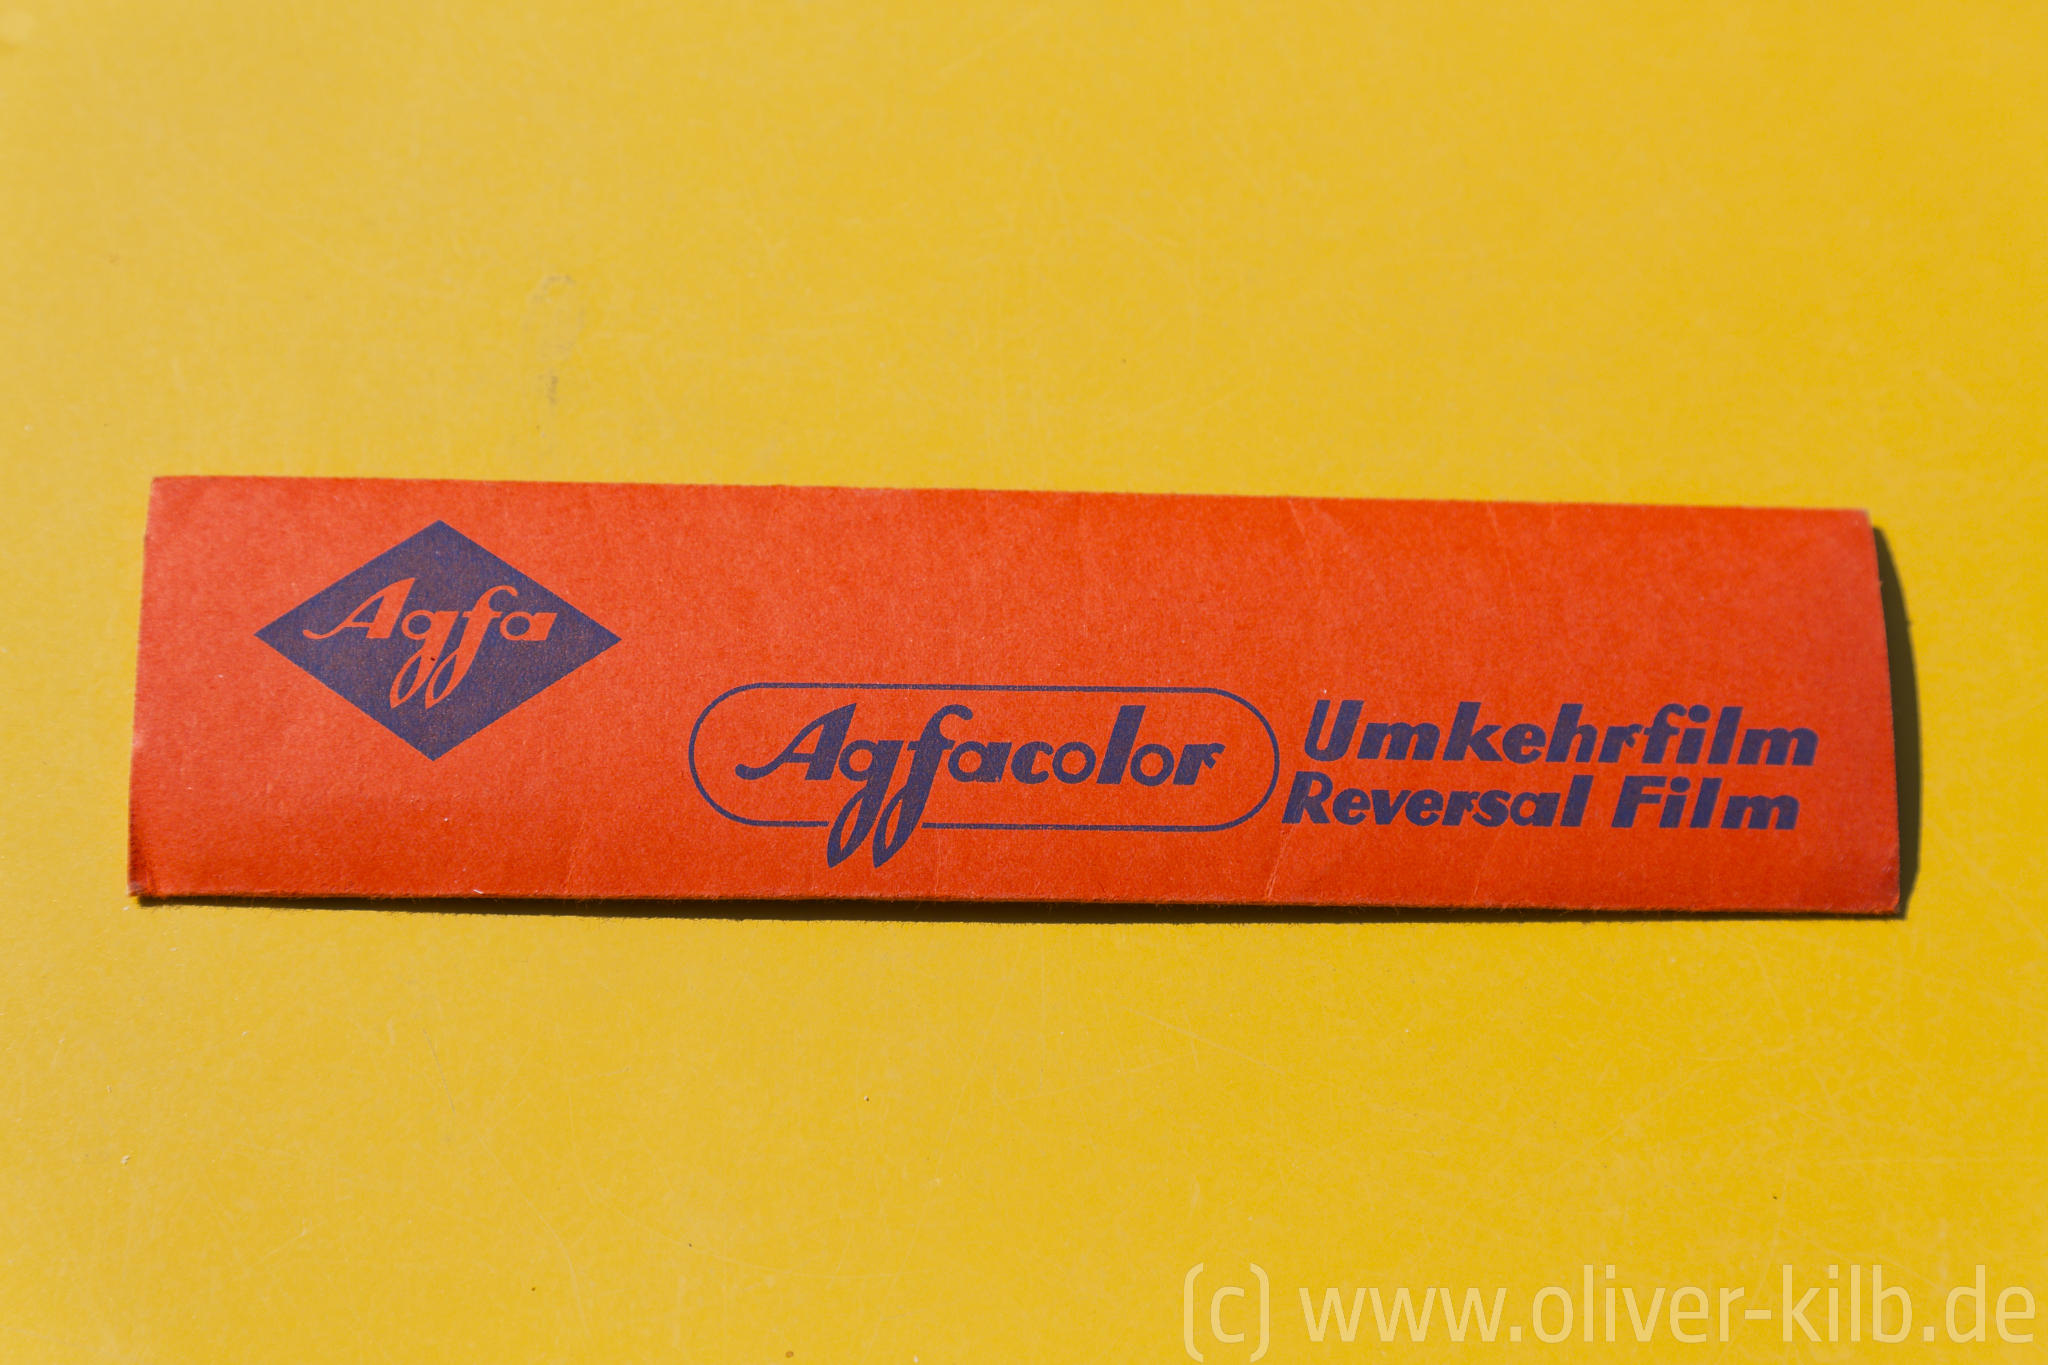 Agfa
Agfacolor
Umkehrfilm
Reversal Film
(c) www.oliver-kilb.de